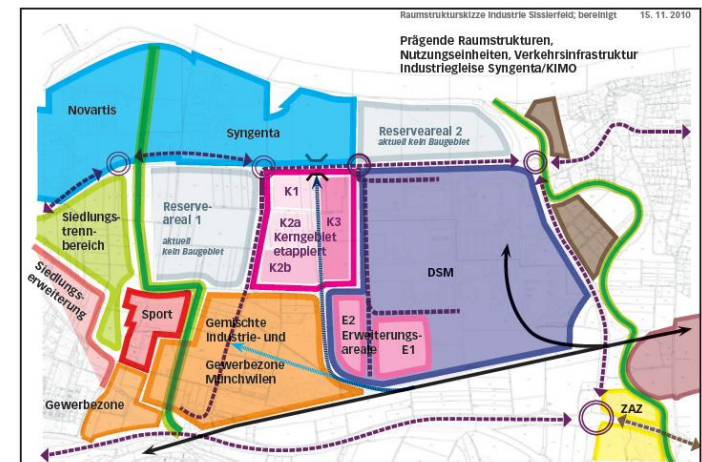 Raumstrukturskizze Industrie Sisslerfeld; bereinigt 15. 11. 2010
Prägende Raumstrukturen,
Nutzungseinheiten, Verkehrsinfrastruktur
Industriegleise Syngenta/KIMO
Novartis
Syngenta
Reserveareal 2
aktuell kein Baugebiet
Siedlungs-
trenn-
bereich
Reserve-
areal 1
aktuell
kein Baugebiet
K1
K2a
K3
Kerngebiet
etappiert
K2b
DSM
Siedlungs-
erweiterung
Sport
Gemischte
Industrie- und
Gewerbezone
Münchwilen
E2
Erweiterungs-
areale
E1
Gewerbezone
ZAZ